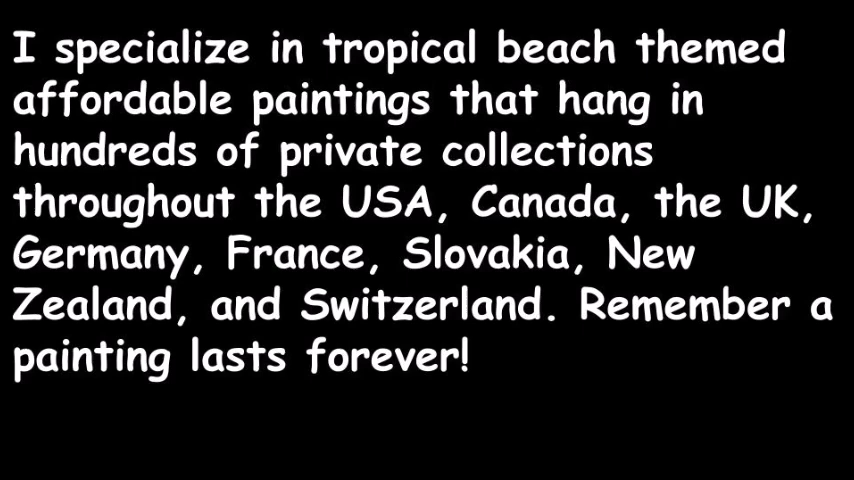 I specialize in tropical beach themed
affordable paintings that hang in
hundreds of private collections
throughout the USA, Canada, the UK,
Germany, France, Slovakia, New
Zealand, and Switzerland. Remember a
painting lasts forever!